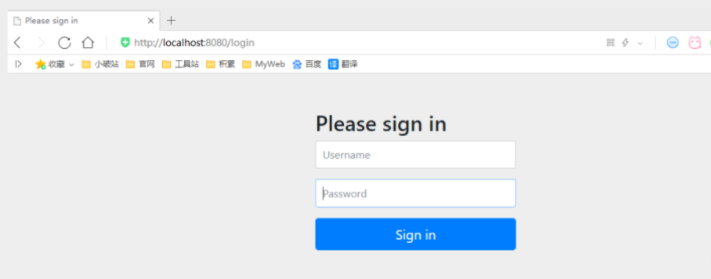 Please sign in
http://localhost:8080/login
收藏 小破站 官网 工具站 积累 MyWeb 百度 译 翻译
Please sign in
Username
Password
Sign in